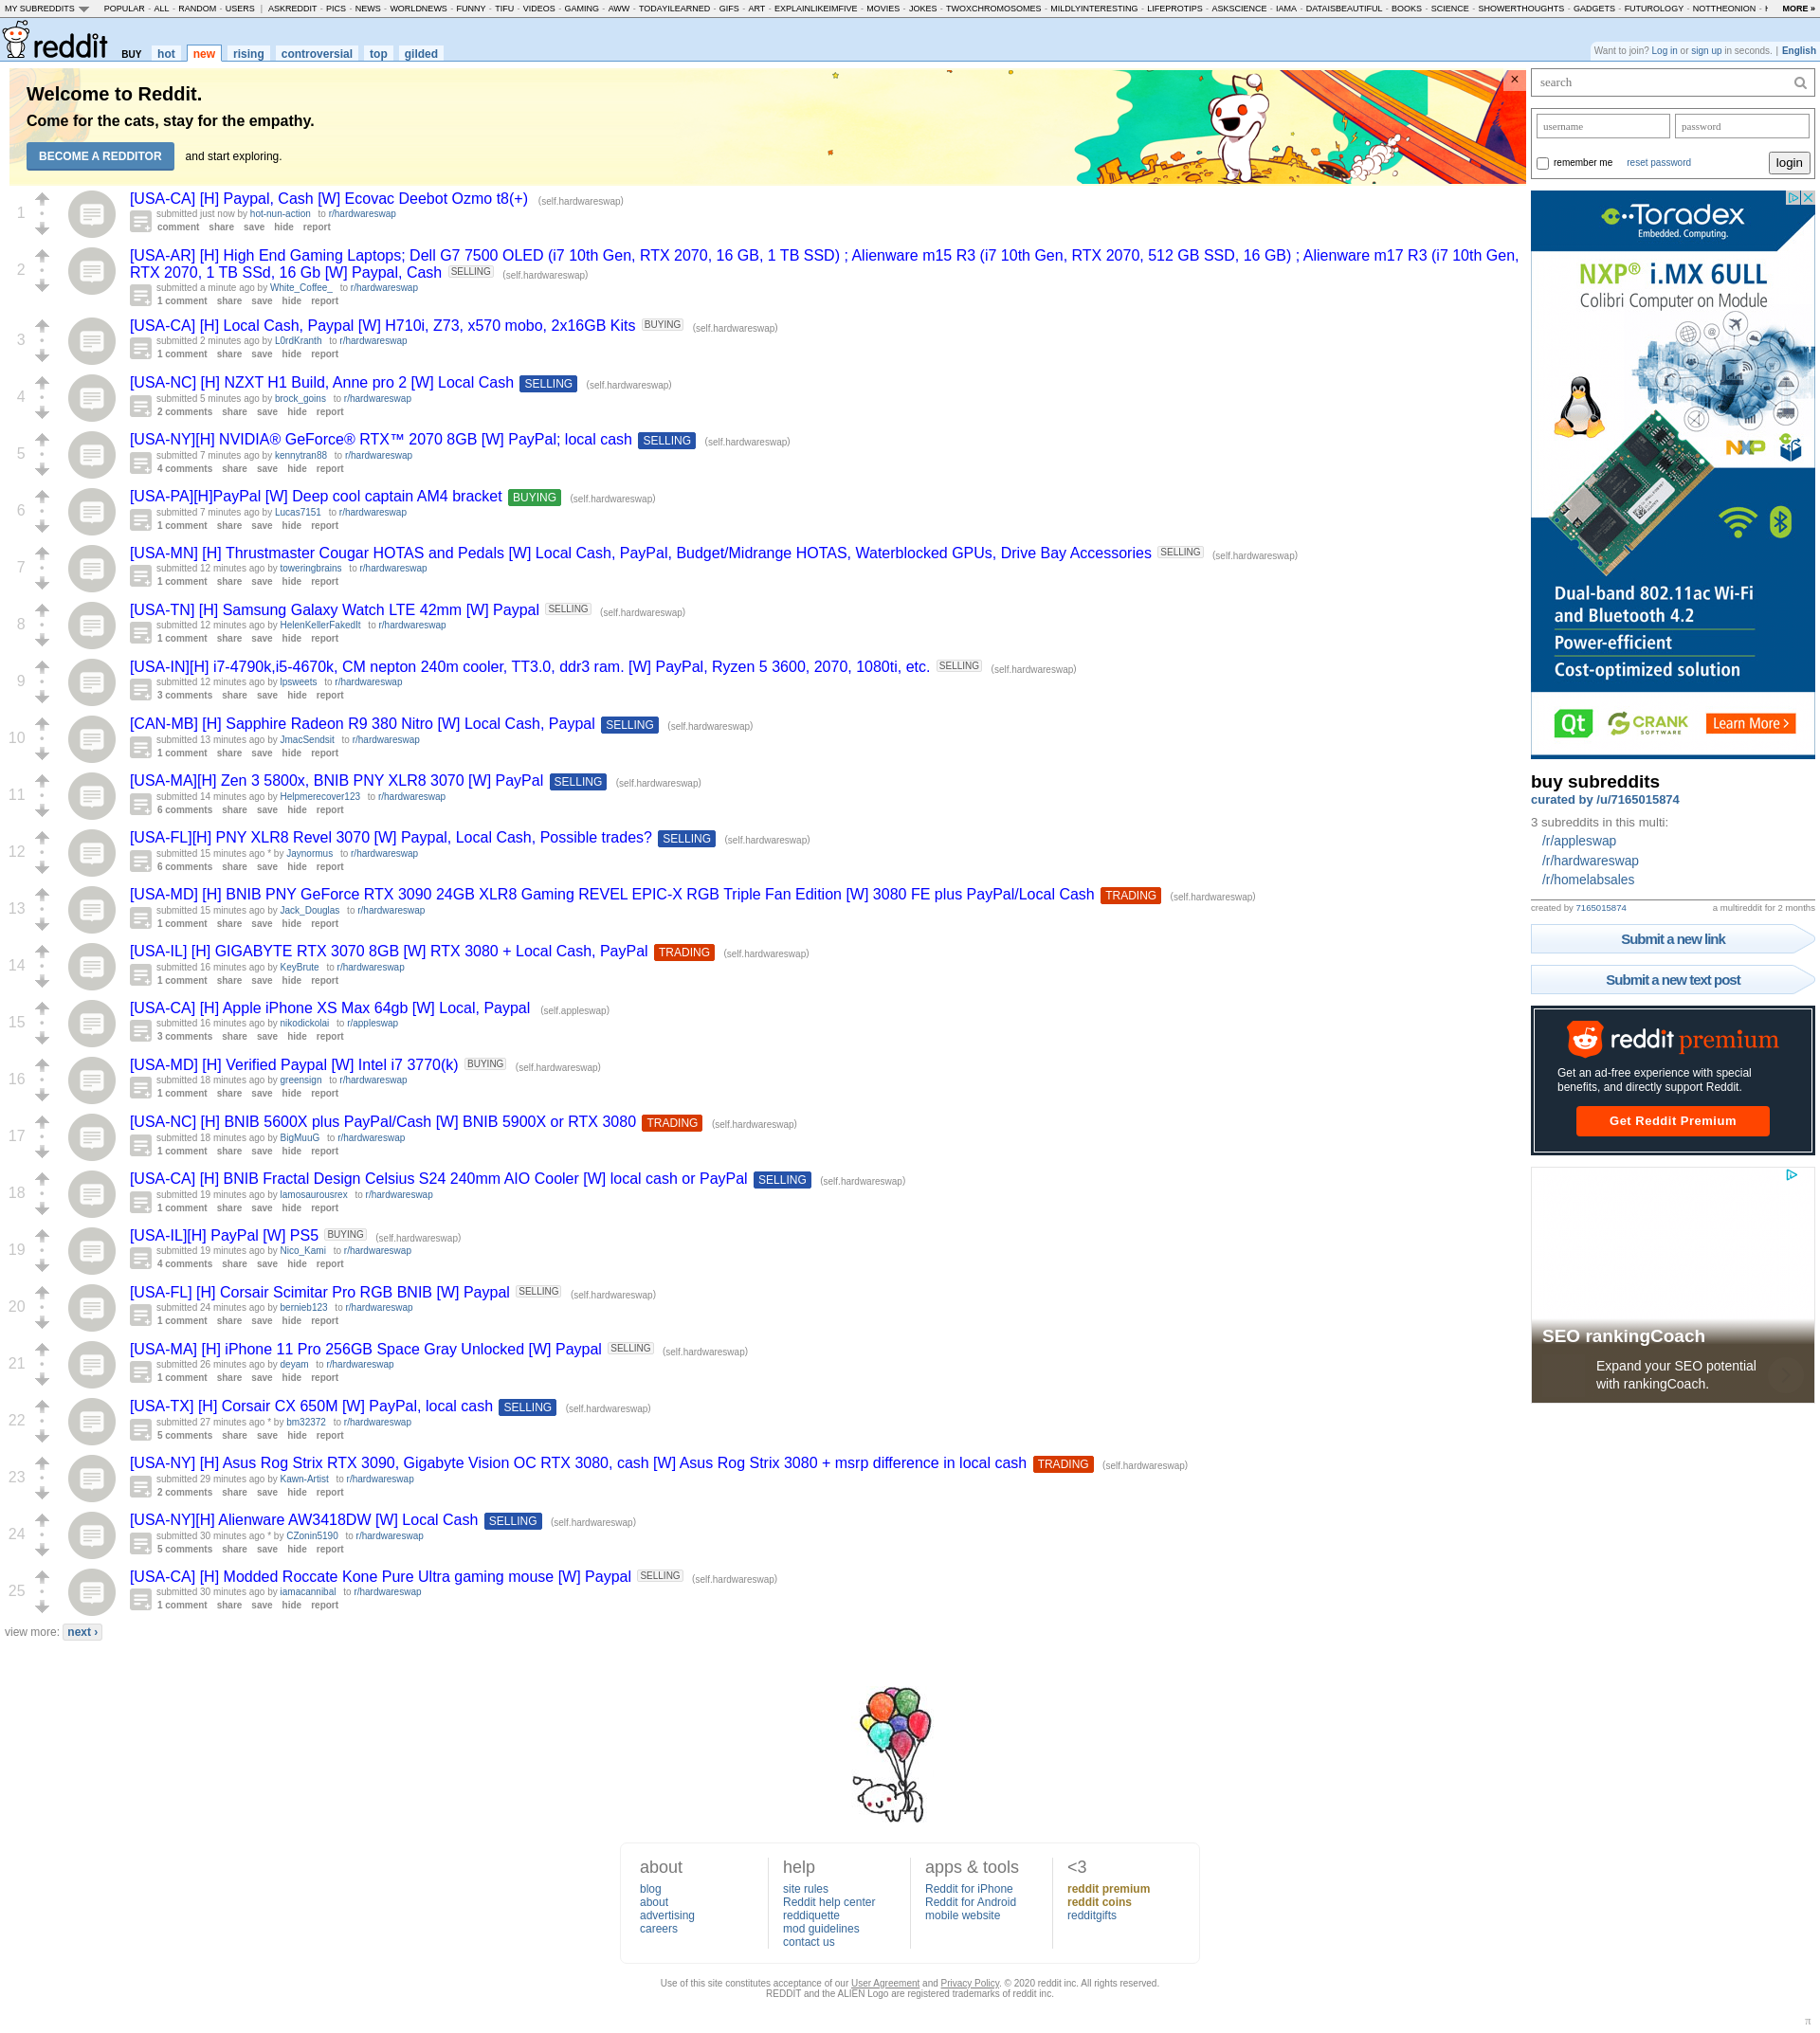 MY SUBREDDITS POPULAR - ALL - RANDOM - USERS | ASKREDDIT - PICS - NEWS - WORLDNEWS - FUNNY - TIFU - VIDEOS - GAMING - AWW - TODAYILEARNED - GIFS - ART - EXPLAINLIKEIMFIVE - MOVIES - JOKES - TWOXCHROMOSOMES - MILDLYINTERESTING - LIFEPROTIPS - ASKSCIENCE - IAMA - DATAISBEAUTIFUL - BOOKS - SCIENCE - SHOWERTHOUGHTS - GADGETS - FUTUROLOGY - NOTTHEONION - MORE »
reddit BUY hot new rising controversial top gilded
Want to join? Log in or sign up in seconds. | English
Welcome to Reddit.
Come for the cats, stay for the empathy.
BECOME A REDDITOR and start exploring.
×
1
[USA-CA] [H] Paypal, Cash [W] Ecovac Deebot Ozmo t8(+) (self.hardwareswap)
submitted just now by hot-nun-action to r/hardwareswap
comment share save hide report
2
[USA-AR] [H] High End Gaming Laptops; Dell G7 7500 OLED (i7 10th Gen, RTX 2070, 16 GB, 1 TB SSD) ; Alienware m15 R3 (i7 10th Gen, RTX 2070, 512 GB SSD, 16 GB) ; Alienware m17 R3 (i7 10th Gen,
RTX 2070, 1 TB SSd, 16 Gb [W] Paypal, Cash SELLING (self.hardwareswap)
submitted a minute ago by White_Coffee_ to r/hardwareswap
1 comment share save hide report
3
[USA-CA] [H] Local Cash, Paypal [W] H710i, Z73, x570 mobo, 2x16GB Kits BUYING (self.hardwareswap)
submitted 2 minutes ago by L0rdKranth to r/hardwareswap
1 comment share save hide report
4
[USA-NC] [H] NZXT H1 Build, Anne pro 2 [W] Local Cash SELLING (self.hardwareswap)
submitted 5 minutes ago by brock_goins to r/hardwareswap
2 comments share save hide report
5
[USA-NY][H] NVIDIA® GeForce® RTX™ 2070 8GB [W] PayPal; local cash SELLING (self.hardwareswap)
submitted 7 minutes ago by kennytran88 to r/hardwareswap
4 comments share save hide report
6
[USA-PA][H]PayPal [W] Deep cool captain AM4 bracket BUYING (self.hardwareswap)
submitted 7 minutes ago by Lucas7151 to r/hardwareswap
1 comment share save hide report
7
[USA-MN] [H] Thrustmaster Cougar HOTAS and Pedals [W] Local Cash, PayPal, Budget/Midrange HOTAS, Waterblocked GPUs, Drive Bay Accessories SELLING (self.hardwareswap)
submitted 12 minutes ago by toweringbrains to r/hardwareswap
1 comment share save hide report
8
[USA-TN] [H] Samsung Galaxy Watch LTE 42mm [W] Paypal SELLING (self.hardwareswap)
submitted 12 minutes ago by HelenKellerFakedIt to r/hardwareswap
1 comment share save hide report
9
[USA-IN][H] i7-4790k,i5-4670k, CM nepton 240m cooler, TT3.0, ddr3 ram. [W] PayPal, Ryzen 5 3600, 2070, 1080ti, etc. SELLING (self.hardwareswap)
submitted 12 minutes ago by lpsweets to r/hardwareswap
3 comments share save hide report
10
[CAN-MB] [H] Sapphire Radeon R9 380 Nitro [W] Local Cash, Paypal SELLING (self.hardwareswap)
submitted 13 minutes ago by JmacSendsit to r/hardwareswap
1 comment share save hide report
11
[USA-MA][H] Zen 3 5800x, BNIB PNY XLR8 3070 [W] PayPal SELLING (self.hardwareswap)
submitted 14 minutes ago by Helpmerecover123 to r/hardwareswap
6 comments share save hide report
12
[USA-FL][H] PNY XLR8 Revel 3070 [W] Paypal, Local Cash, Possible trades? SELLING (self.hardwareswap)
submitted 15 minutes ago * by Jaynormus to r/hardwareswap
6 comments share save hide report
13
[USA-MD] [H] BNIB PNY GeForce RTX 3090 24GB XLR8 Gaming REVEL EPIC-X RGB Triple Fan Edition [W] 3080 FE plus PayPal/Local Cash TRADING (self.hardwareswap)
submitted 15 minutes ago by Jack_Douglas to r/hardwareswap
1 comment share save hide report
14
[USA-IL] [H] GIGABYTE RTX 3070 8GB [W] RTX 3080 + Local Cash, PayPal TRADING (self.hardwareswap)
submitted 16 minutes ago by KeyBrute to r/hardwareswap
1 comment share save hide report
15
[USA-CA] [H] Apple iPhone XS Max 64gb [W] Local, Paypal (self.appleswap)
submitted 16 minutes ago by nikodickolai to r/appleswap
3 comments share save hide report
16
[USA-MD] [H] Verified Paypal [W] Intel i7 3770(k) BUYING (self.hardwareswap)
submitted 18 minutes ago by greensign to r/hardwareswap
1 comment share save hide report
17
[USA-NC] [H] BNIB 5600X plus PayPal/Cash [W] BNIB 5900X or RTX 3080 TRADING (self.hardwareswap)
submitted 18 minutes ago by BigMuuG to r/hardwareswap
1 comment share save hide report
18
[USA-CA] [H] BNIB Fractal Design Celsius S24 240mm AIO Cooler [W] local cash or PayPal SELLING (self.hardwareswap)
submitted 19 minutes ago by lamosaurousrex to r/hardwareswap
1 comment share save hide report
19
[USA-IL][H] PayPal [W] PS5 BUYING (self.hardwareswap)
submitted 19 minutes ago by Nico_Kami to r/hardwareswap
4 comments share save hide report
20
[USA-FL] [H] Corsair Scimitar Pro RGB BNIB [W] Paypal SELLING (self.hardwareswap)
submitted 24 minutes ago by bernieb123 to r/hardwareswap
1 comment share save hide report
21
[USA-MA] [H] iPhone 11 Pro 256GB Space Gray Unlocked [W] Paypal SELLING (self.hardwareswap)
submitted 26 minutes ago by deyam to r/hardwareswap
1 comment share save hide report
22
[USA-TX] [H] Corsair CX 650M [W] PayPal, local cash SELLING (self.hardwareswap)
submitted 27 minutes ago * by bm32372 to r/hardwareswap
5 comments share save hide report
23
[USA-NY] [H] Asus Rog Strix RTX 3090, Gigabyte Vision OC RTX 3080, cash [W] Asus Rog Strix 3080 + msrp difference in local cash TRADING (self.hardwareswap)
submitted 29 minutes ago by Kawn-Artist to r/hardwareswap
2 comments share save hide report
24
[USA-NY][H] Alienware AW3418DW [W] Local Cash SELLING (self.hardwareswap)
submitted 30 minutes ago * by CZonin5190 to r/hardwareswap
5 comments share save hide report
25
[USA-CA] [H] Modded Roccate Kone Pure Ultra gaming mouse [W] Paypal SELLING (self.hardwareswap)
submitted 30 minutes ago by iamacannibal to r/hardwareswap
1 comment share save hide report
view more: next ›
search
username password
remember me reset password login
Toradex
Embedded. Computing.
NXP® i.MX 6ULL
Colibri Computer on Module
NXP
Dual-band 802.11ac Wi-Fi
and Bluetooth 4.2
Power-efficient
Cost-optimized solution
Qt CRANK SOFTWARE Learn More >
buy subreddits
curated by /u/7165015874
3 subreddits in this multi:
/r/appleswap
/r/hardwareswap
/r/homelabsales
created by 7165015874 a multireddit for 2 months
Submit a new link
Submit a new text post
reddit premium
Get an ad-free experience with special
benefits, and directly support Reddit.
Get Reddit Premium
SEO rankingCoach
Expand your SEO potential
with rankingCoach.
about
blog
about
advertising
careers
help
site rules
Reddit help center
reddiquette
mod guidelines
contact us
apps & tools
Reddit for iPhone
Reddit for Android
mobile website
<3
reddit premium
reddit coins
redditgifts
Use of this site constitutes acceptance of our User Agreement and Privacy Policy. © 2020 reddit inc. All rights reserved.
REDDIT and the ALIEN Logo are registered trademarks of reddit inc.
π